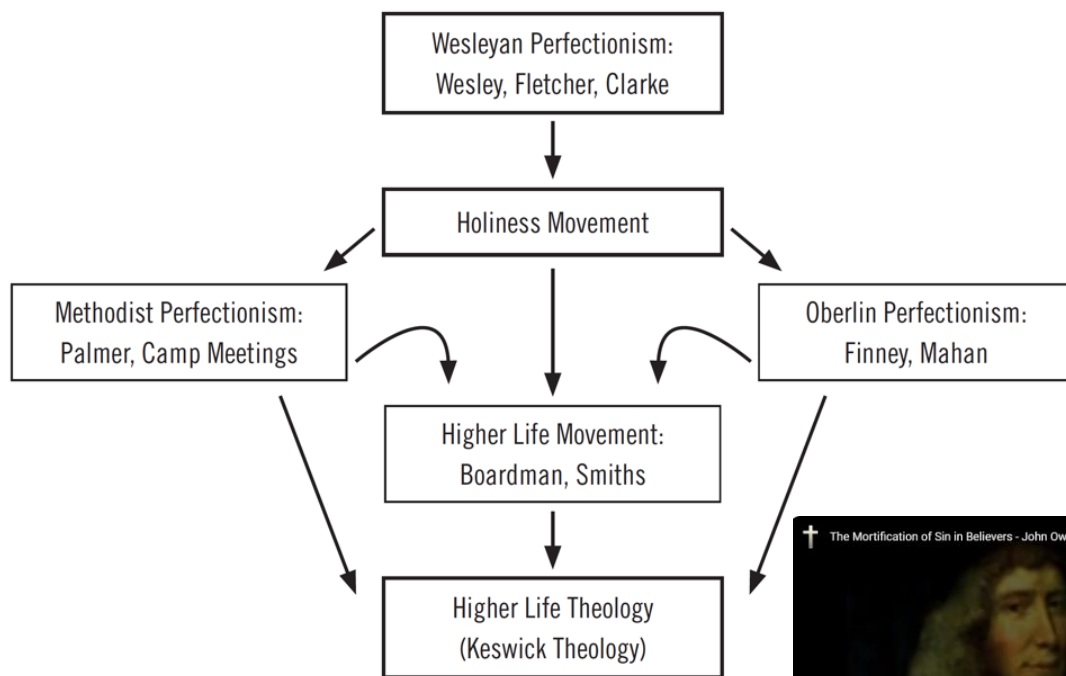 Wesleyan Perfectionism:
Wesley, Fletcher, Clarke
Holiness Movement
Methodist Perfectionism:
Palmer, Camp Meetings
Oberlin Perfectionism:
Finney, Mahan
Higher Life Movement:
Boardman, Smiths
The Mortification of Sin in Believers - John Ow
Higher Life Theology
(Keswick Theology)